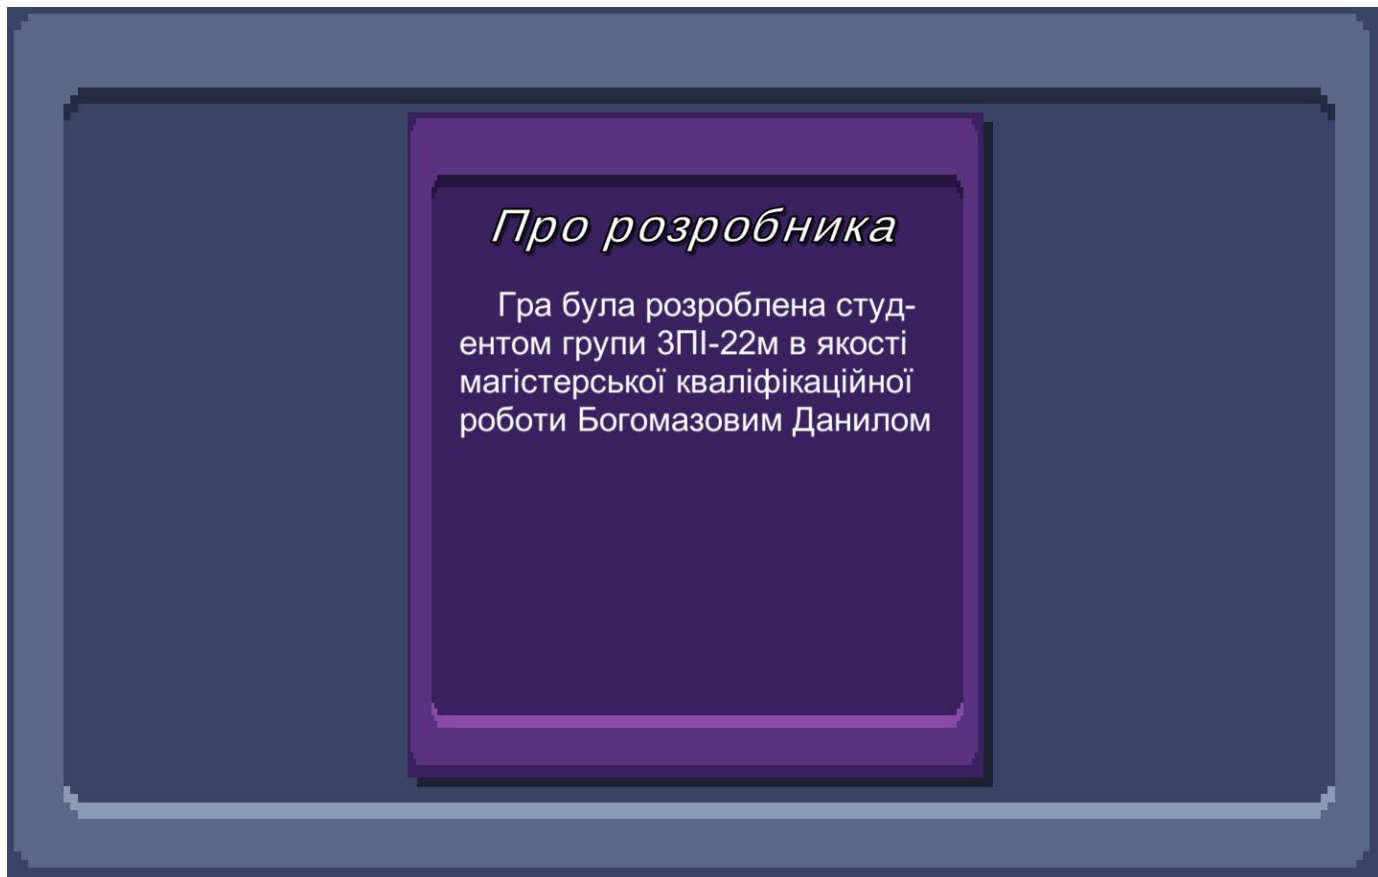 Про розробника
Гра була розроблена студ-
ентом групи ЗПІ-22м в якості
магістерської кваліфікаційної
роботи Богомазовим Данилом